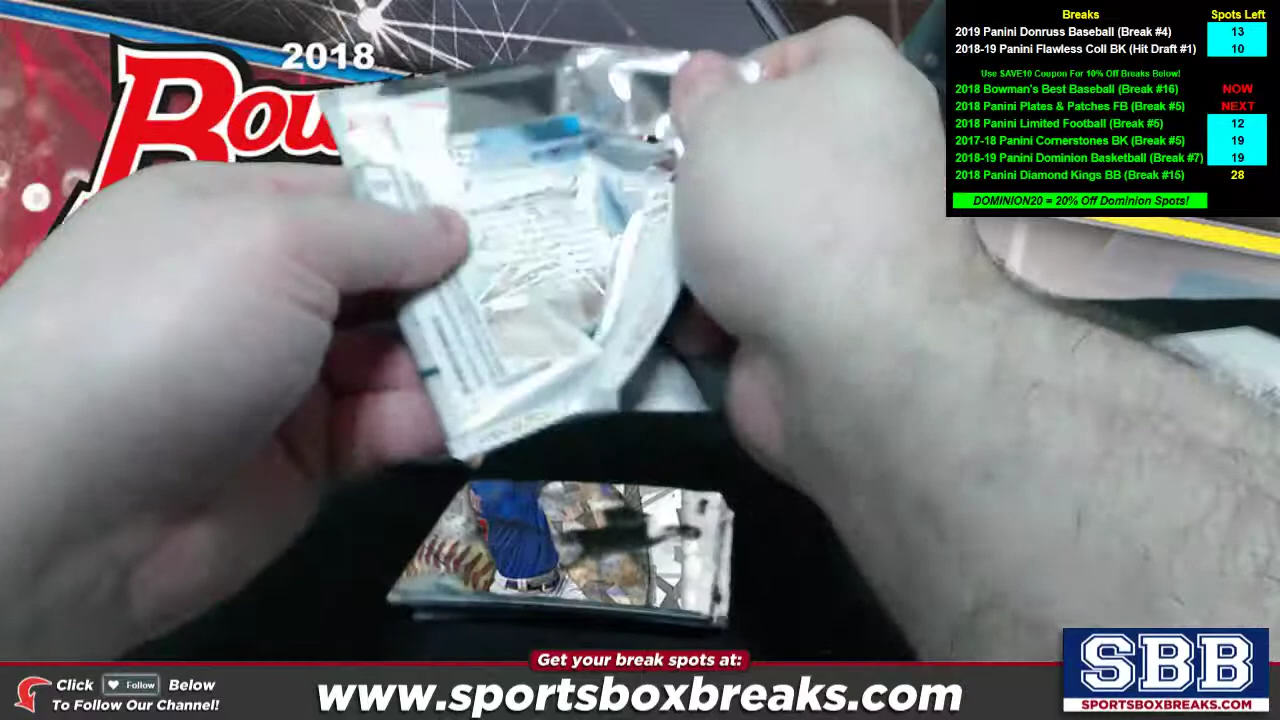 2018
Bow
Breaks Spots Left
2019 Panini Donruss Baseball (Break #4) 13
2018-19 Panini Flawless Coll BK (Hit Draft #1) 10
Use SAVE10 Coupon For 10% Off Breaks Below!
2018 Bowman's Best Baseball (Break #16) NOW
2018 Panini Plates & Patches FB (Break #5) NEXT
2018 Panini Limited Football (Break #5) 12
2017-18 Panini Cornerstones BK (Break #5) 19
2018-19 Panini Dominion Basketball (Break #7) 19
2018 Panini Diamond Kings BB (Break #15) 28
DOMINION20 = 20% Off Dominion Spots!
Get your break spots at:
Click Follow Below
To Follow Our Channel!
www.sportsboxbreaks.com
SBB
SPORTSBOXBREAKS.COM